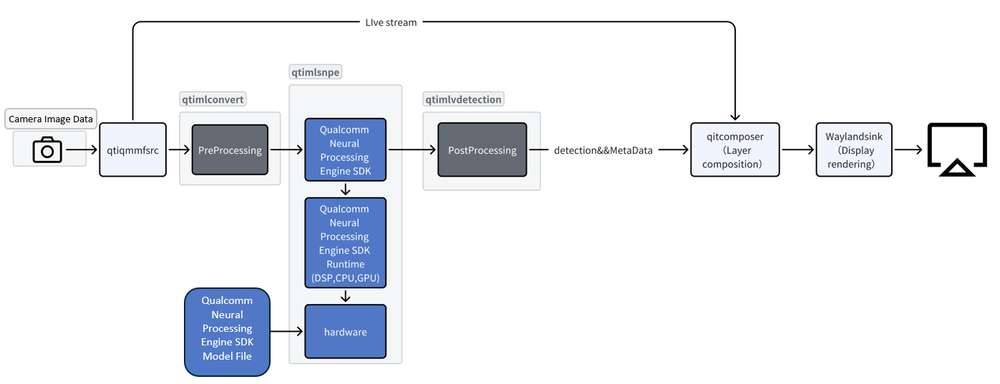 LIve stream
qtimlsnpe
qtimlconvert
qtimlvdetection
Camera Image Data
qtiqmmfsrc
PreProcessing
Qualcomm
Neural
Processing
Engine SDK
PostProcessing
detection&&MetaData
qitcomposer
（Layer
composition）
Waylandsink
（Display
rendering）
Qualcomm
Neural
Processing
Engine SDK
Runtime
(DSP,CPU,GPU)
Qualcomm
Neural
Processing
Engine SDK
Model File
hardware